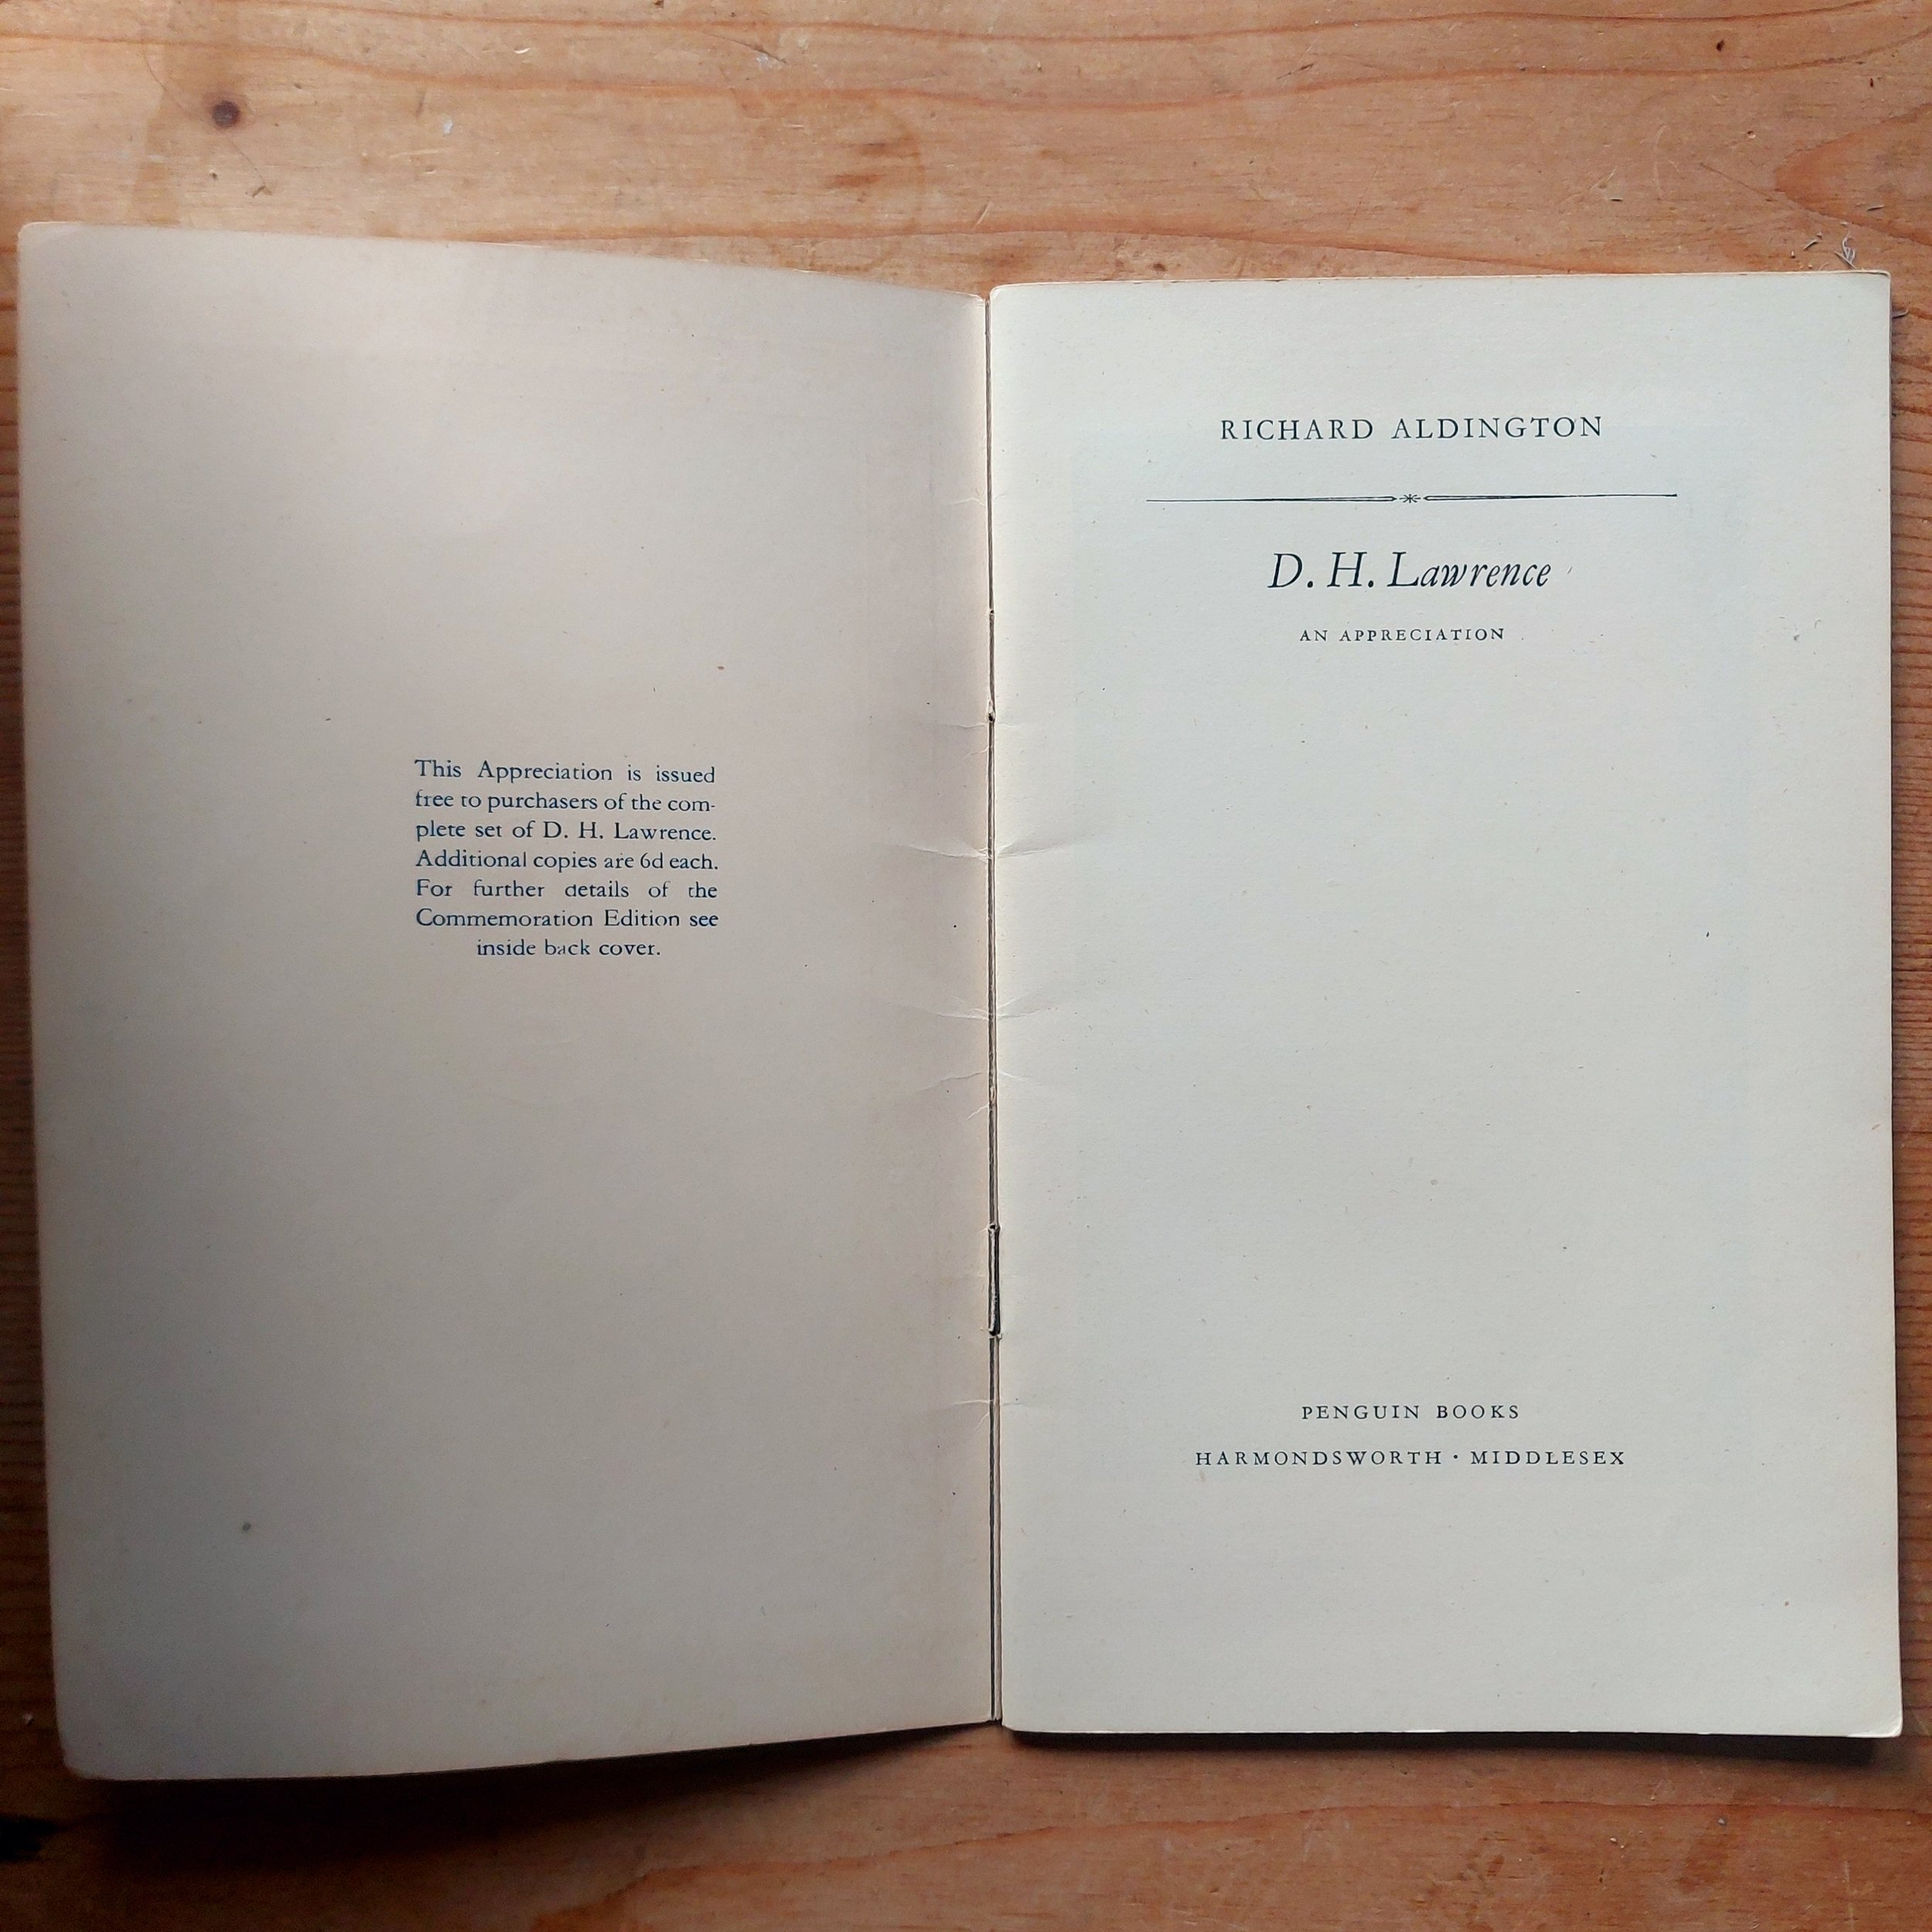 This Appreciation is issued
free to purchasers of the com-
plete set of D. H. Lawrence.
Additional copies are 6d each.
For further details of the
Commemoration Edition see
inside back cover.
RICHARD ALDINGTON
D. H. Lawrence
AN APPRECIATION
PENGUIN BOOKS
HARMONDSWORTH · MIDDLESEX